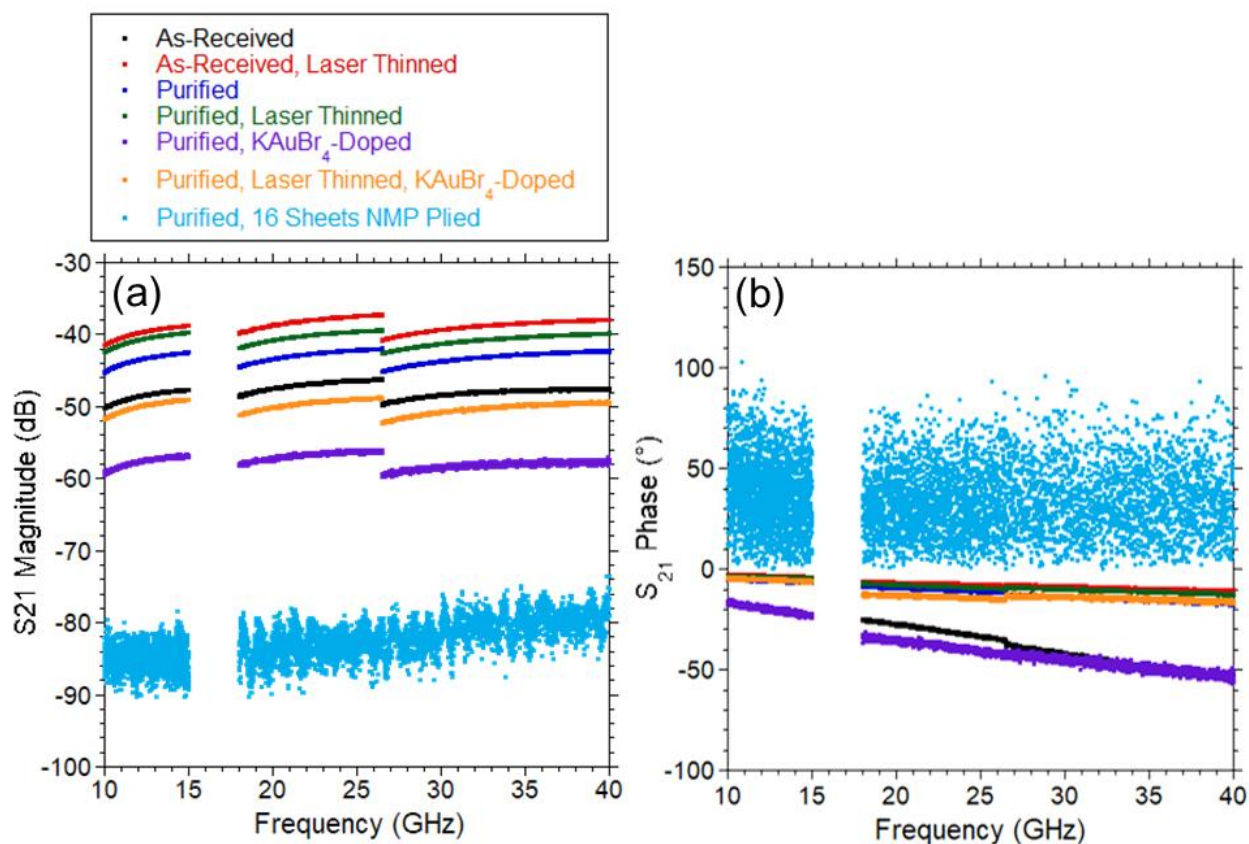 As-Received
As-Received, Laser Thinned
Purified
Purified, Laser Thinned
Purified, KAuBr4-Doped
Purified, Laser Thinned, KAuBr4-Doped
Purified, 16 Sheets NMP Plied
(a)
S21 Magnitude (dB)
-30
-40
-50
-60
-70
-80
-90
-100
10
15
20
25
30
35
40
Frequency (GHz)
(b)
S21 Phase (°)
150
100
50
0
-50
-100
10
15
20
25
30
35
40
Frequency (GHz)